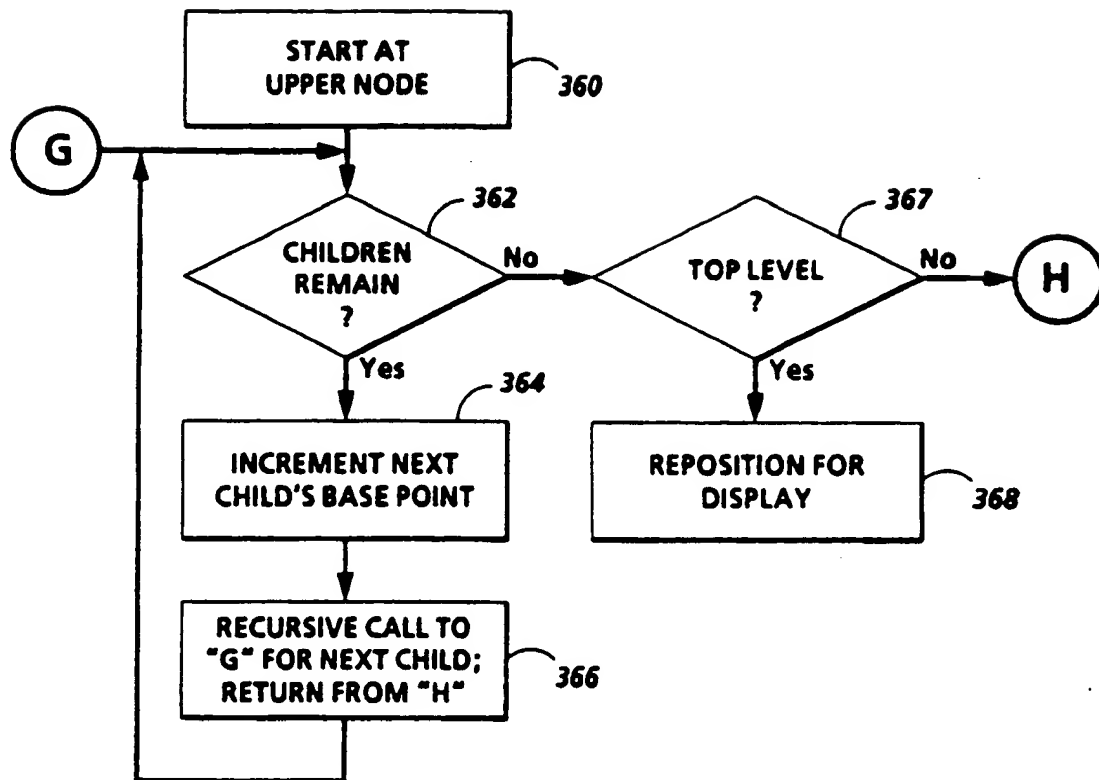 START AT
UPPER NODE
360
G
362
CHILDREN
REMAIN
?
No
Yes
367
TOP LEVEL
?
No
Yes
H
364
INCREMENT NEXT
CHILD'S BASE POINT
REPOSITION FOR
DISPLAY
368
RECURSIVE CALL TO
"G" FOR NEXT CHILD;
RETURN FROM "H"
366